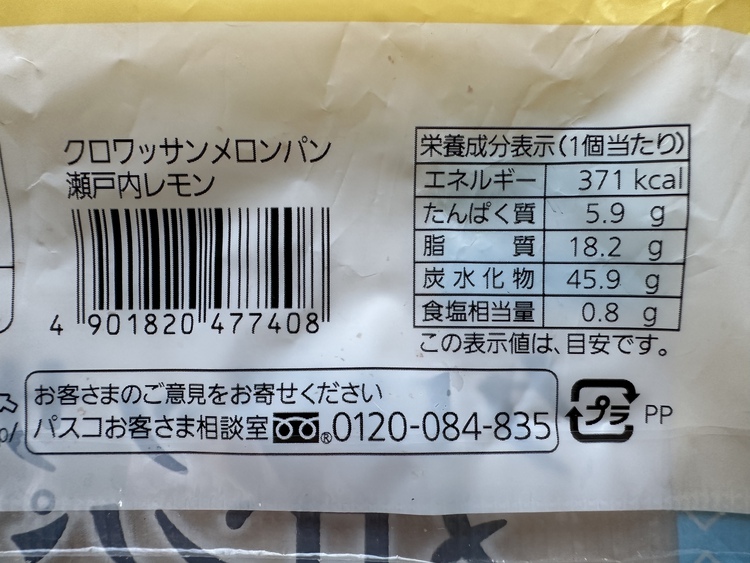 クロワッサンメロンパン
瀬戸内レモン
4 901820 477408
栄養成分表示(1個当たり)
エネルギー 371 kcal
たんぱく質 5.9 g
脂質 18.2 g
炭水化物 45.9 g
食塩相当量 0.8 g
この表示値は、目安です。
お客さまのご意見をお寄せください
パスコお客さま相談室 ® 0120-084-835
プラ PP